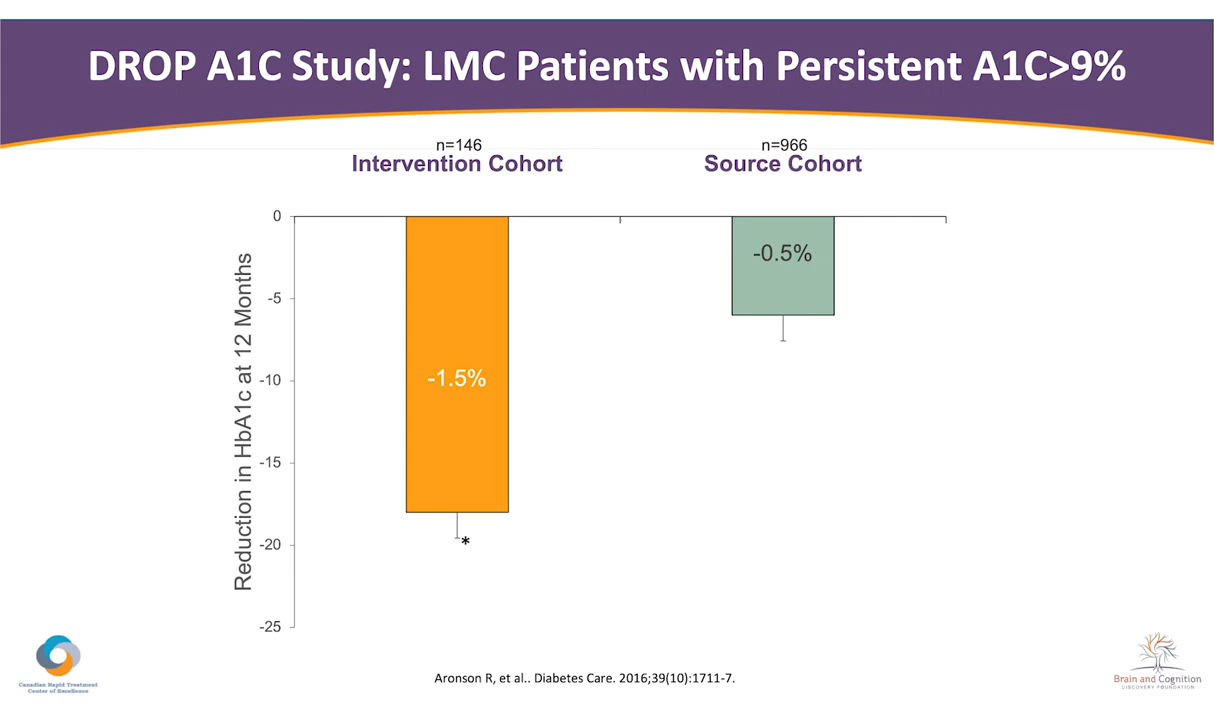 DROP A1C Study: LMC Patients with Persistent A1C>9%
n=146
Intervention Cohort
n=966
Source Cohort
Reduction in HbA1c at 12 Months
0
-5
-10
-15
-20
-25
-1.5%
*
-0.5%
Aronson R, et al.. Diabetes Care. 2016;39(10):1711-7.
Canadian Rapid Treatment
Center of Excellence
Brain and Cognition
DISCOVERY FOUNDATION